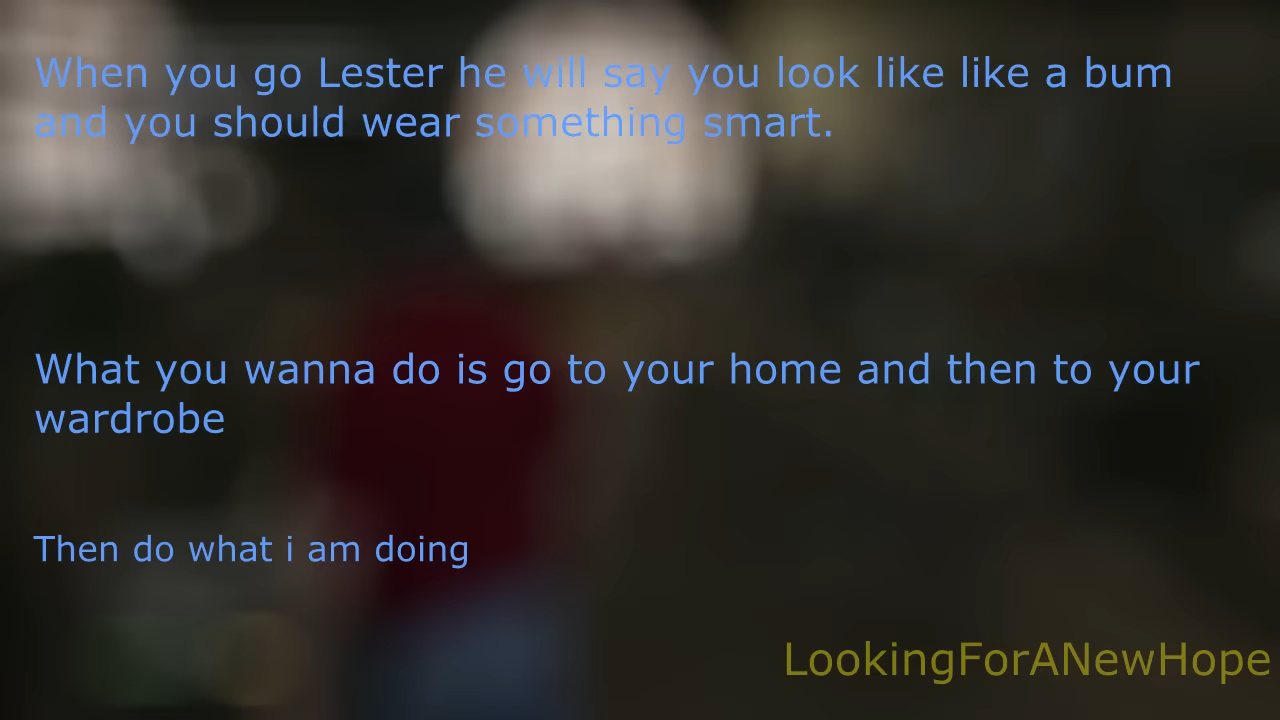 When you go Lester he will say you look like like a bum
and you should wear something smart.
What you wanna do is go to your home and then to your
wardrobe
Then do what i am doing
LookingForANewHope